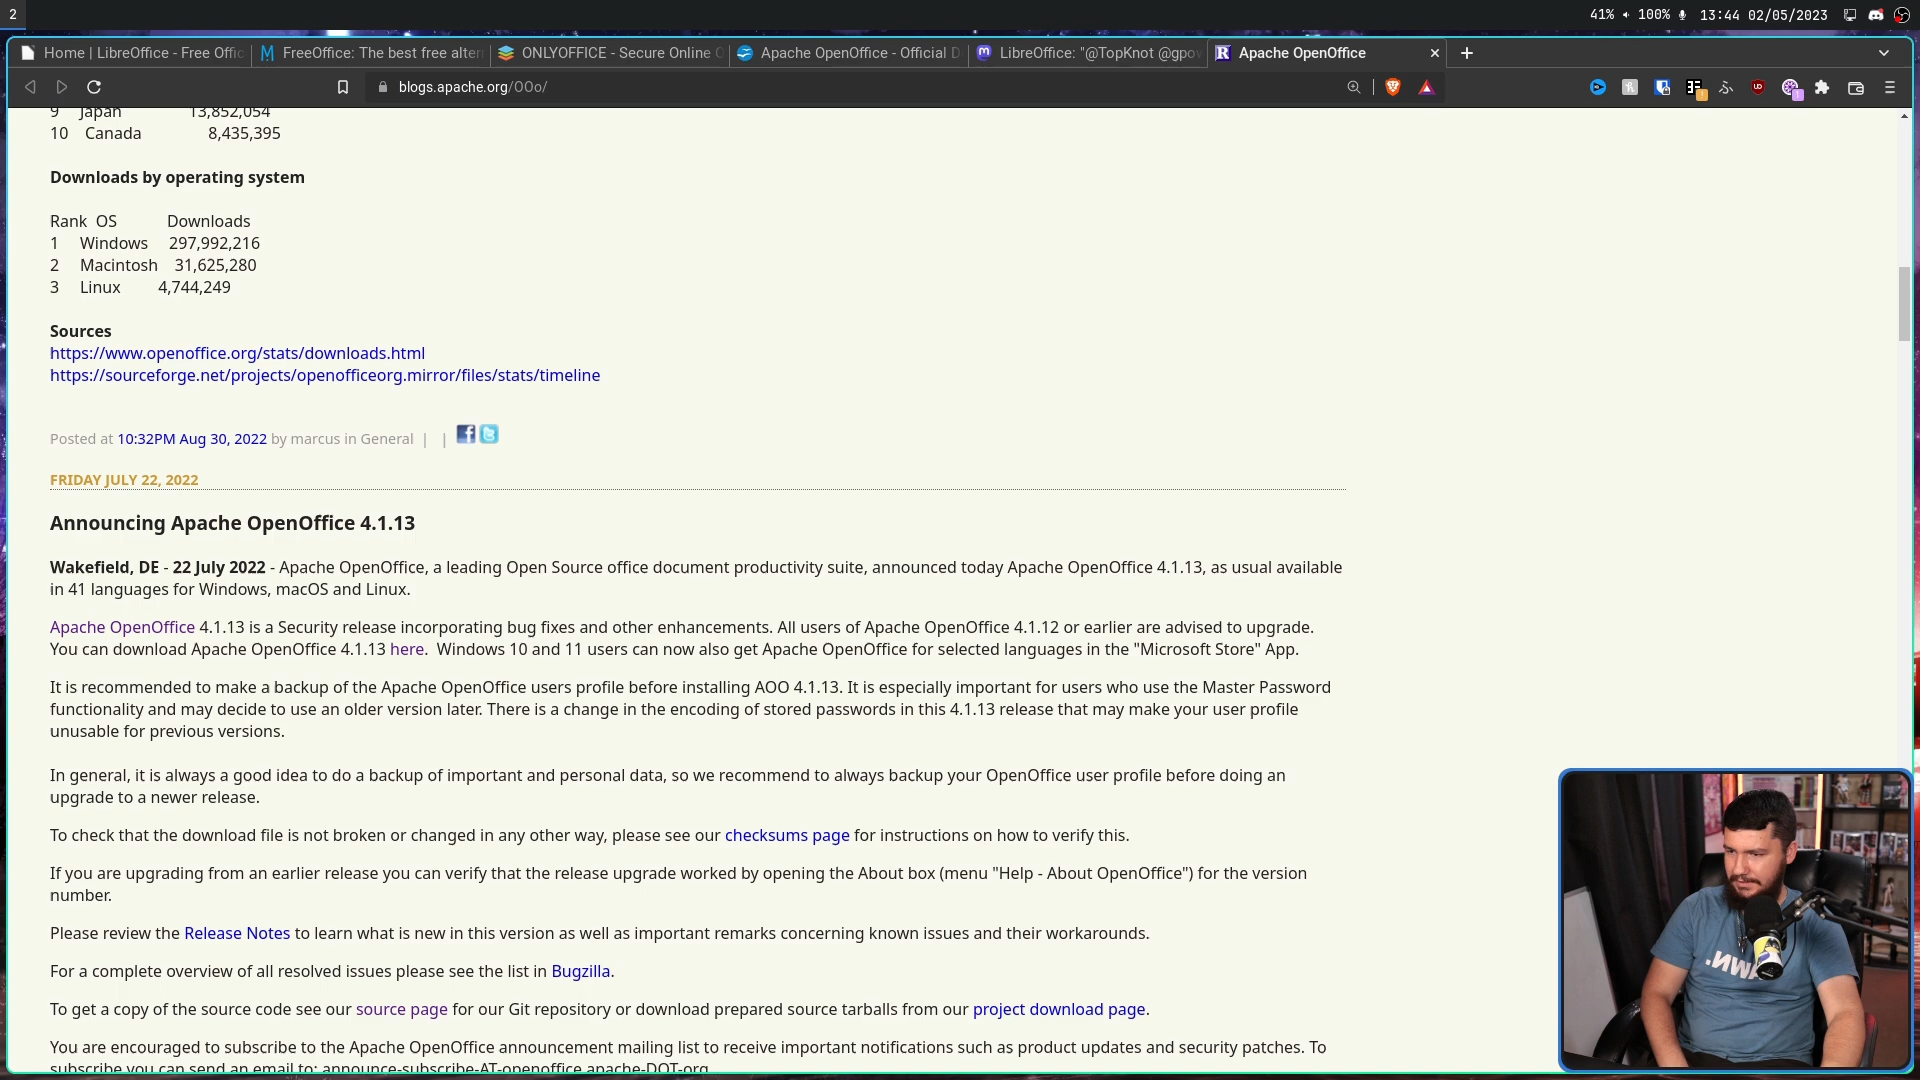 2
41% 100% 13:44 02/05/2023
Home | LibreOffice - Free Offic
FreeOffice: The best free alter
ONLYOFFICE - Secure Online O
Apache OpenOffice - Official D
LibreOffice: "@TopKnot @gpow
Apache OpenOffice
blogs.apache.org/OOo/
9 Japan 13,852,054
10 Canada 8,435,395
Downloads by operating system
Rank OS Downloads
1 Windows 297,992,216
2 Macintosh 31,625,280
3 Linux 4,744,249
Sources
https://www.openoffice.org/stats/downloads.html
https://sourceforge.net/projects/openofficeorg.mirror/files/stats/timeline
Posted at 10:32PM Aug 30, 2022 by marcus in General | |
FRIDAY JULY 22, 2022
Announcing Apache OpenOffice 4.1.13
Wakefield, DE - 22 July 2022 - Apache OpenOffice, a leading Open Source office document productivity suite, announced today Apache OpenOffice 4.1.13, as usual available
in 41 languages for Windows, macOS and Linux.
Apache OpenOffice 4.1.13 is a Security release incorporating bug fixes and other enhancements. All users of Apache OpenOffice 4.1.12 or earlier are advised to upgrade.
You can download Apache OpenOffice 4.1.13 here. Windows 10 and 11 users can now also get Apache OpenOffice for selected languages in the "Microsoft Store" App.
It is recommended to make a backup of the Apache OpenOffice users profile before installing AOO 4.1.13. It is especially important for users who use the Master Password
functionality and may decide to use an older version later. There is a change in the encoding of stored passwords in this 4.1.13 release that may make your user profile
unusable for previous versions.
In general, it is always a good idea to do a backup of important and personal data, so we recommend to always backup your OpenOffice user profile before doing an
upgrade to a newer release.
To check that the download file is not broken or changed in any other way, please see our checksums page for instructions on how to verify this.
If you are upgrading from an earlier release you can verify that the release upgrade worked by opening the About box (menu "Help - About OpenOffice") for the version
number.
Please review the Release Notes to learn what is new in this version as well as important remarks concerning known issues and their workarounds.
For a complete overview of all resolved issues please see the list in Bugzilla.
To get a copy of the source code see our source page for our Git repository or download prepared source tarballs from our project download page.
You are encouraged to subscribe to the Apache OpenOffice announcement mailing list to receive important notifications such as product updates and security patches. To
subscribe you can send an email to: announce-subscribe-AT-openoffice.apache-DOT-org